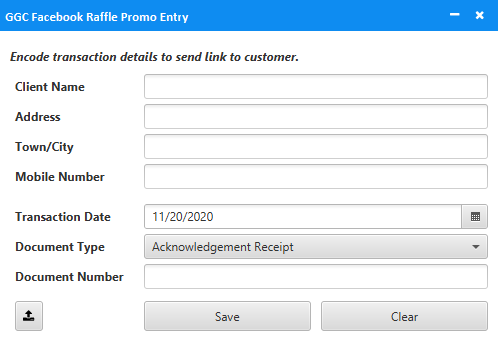 GGC Facebook Raffle Promo Entry
Encode transaction details to send link to customer.
Client Name
Address
Town/City
Mobile Number
Transaction Date 11/20/2020
Document Type Acknowledgement Receipt
Document Number
Save Clear